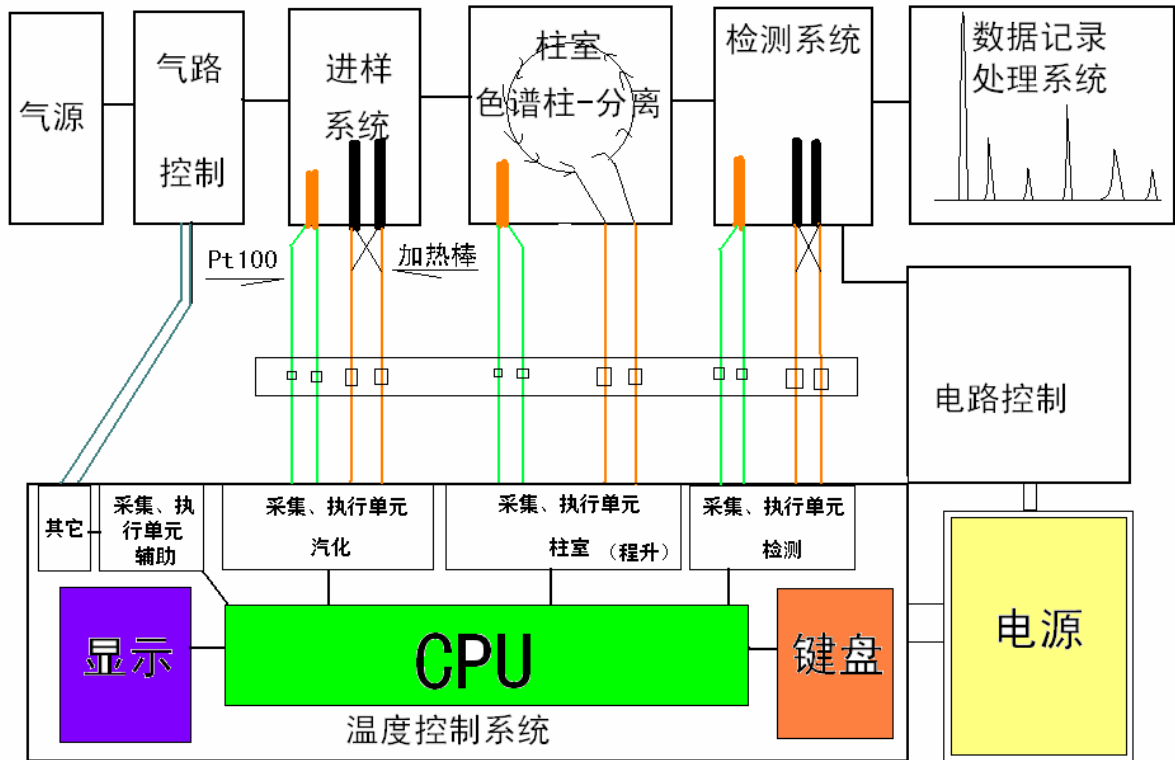 气源
气路
控制
进样
系统
柱室
色谱柱-分离
检测系统
数据记录
处理系统
Pt100
加热棒
电路控制
其它
采集、执
行单元
辅助
采集、执行单元
汽化
采集、执行单元
柱室（程升）
采集、执行单元
检测
显示
CPU
键盘
电源
温度控制系统